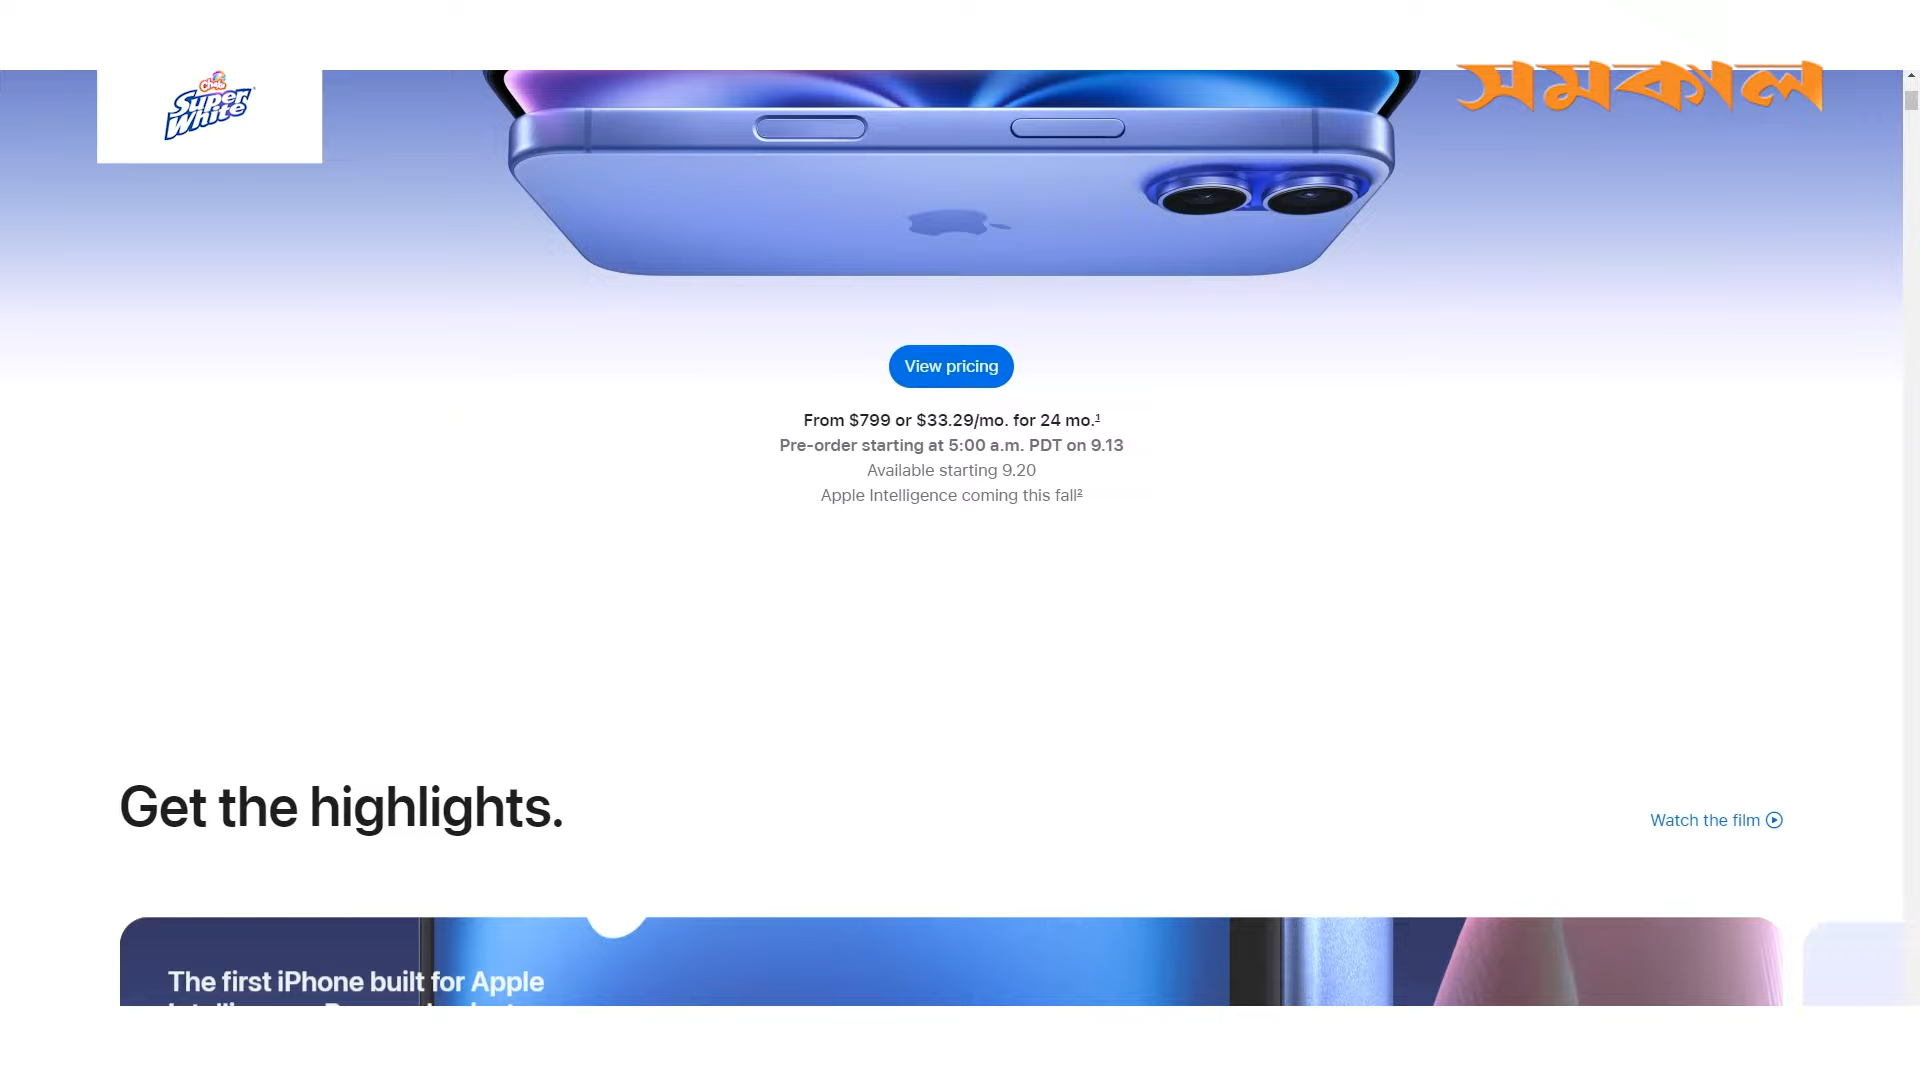 Chaka
Super
White
সমকাল
View pricing
From $799 or $33.29/mo. for 24 mo.¹
Pre-order starting at 5:00 a.m. PDT on 9.13
Available starting 9.20
Apple Intelligence coming this fall²
Get the highlights.
Watch the film
The first iPhone built for Apple